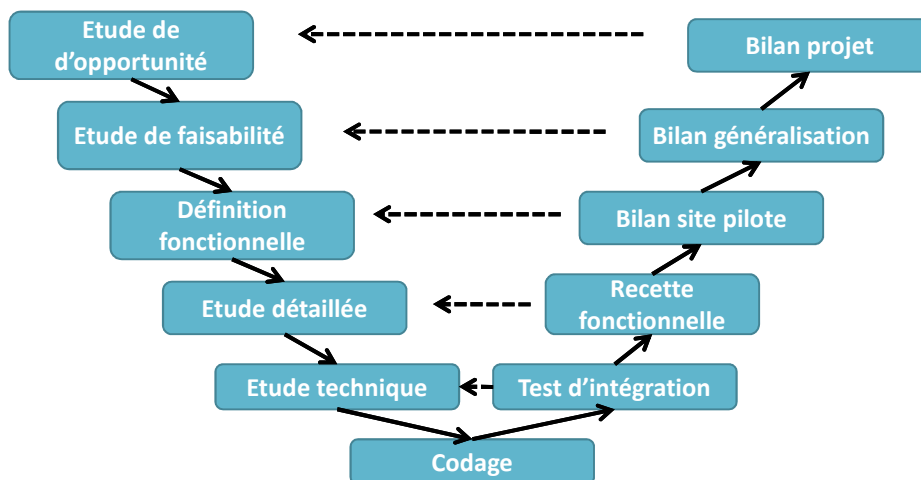 Etude de
d'opportunité
Bilan projet
Etude de faisabilité
Bilan généralisation
Définition
fonctionnelle
Bilan site pilote
Etude détaillée
Recette
fonctionnelle
Etude technique
Test d'intégration
Codage